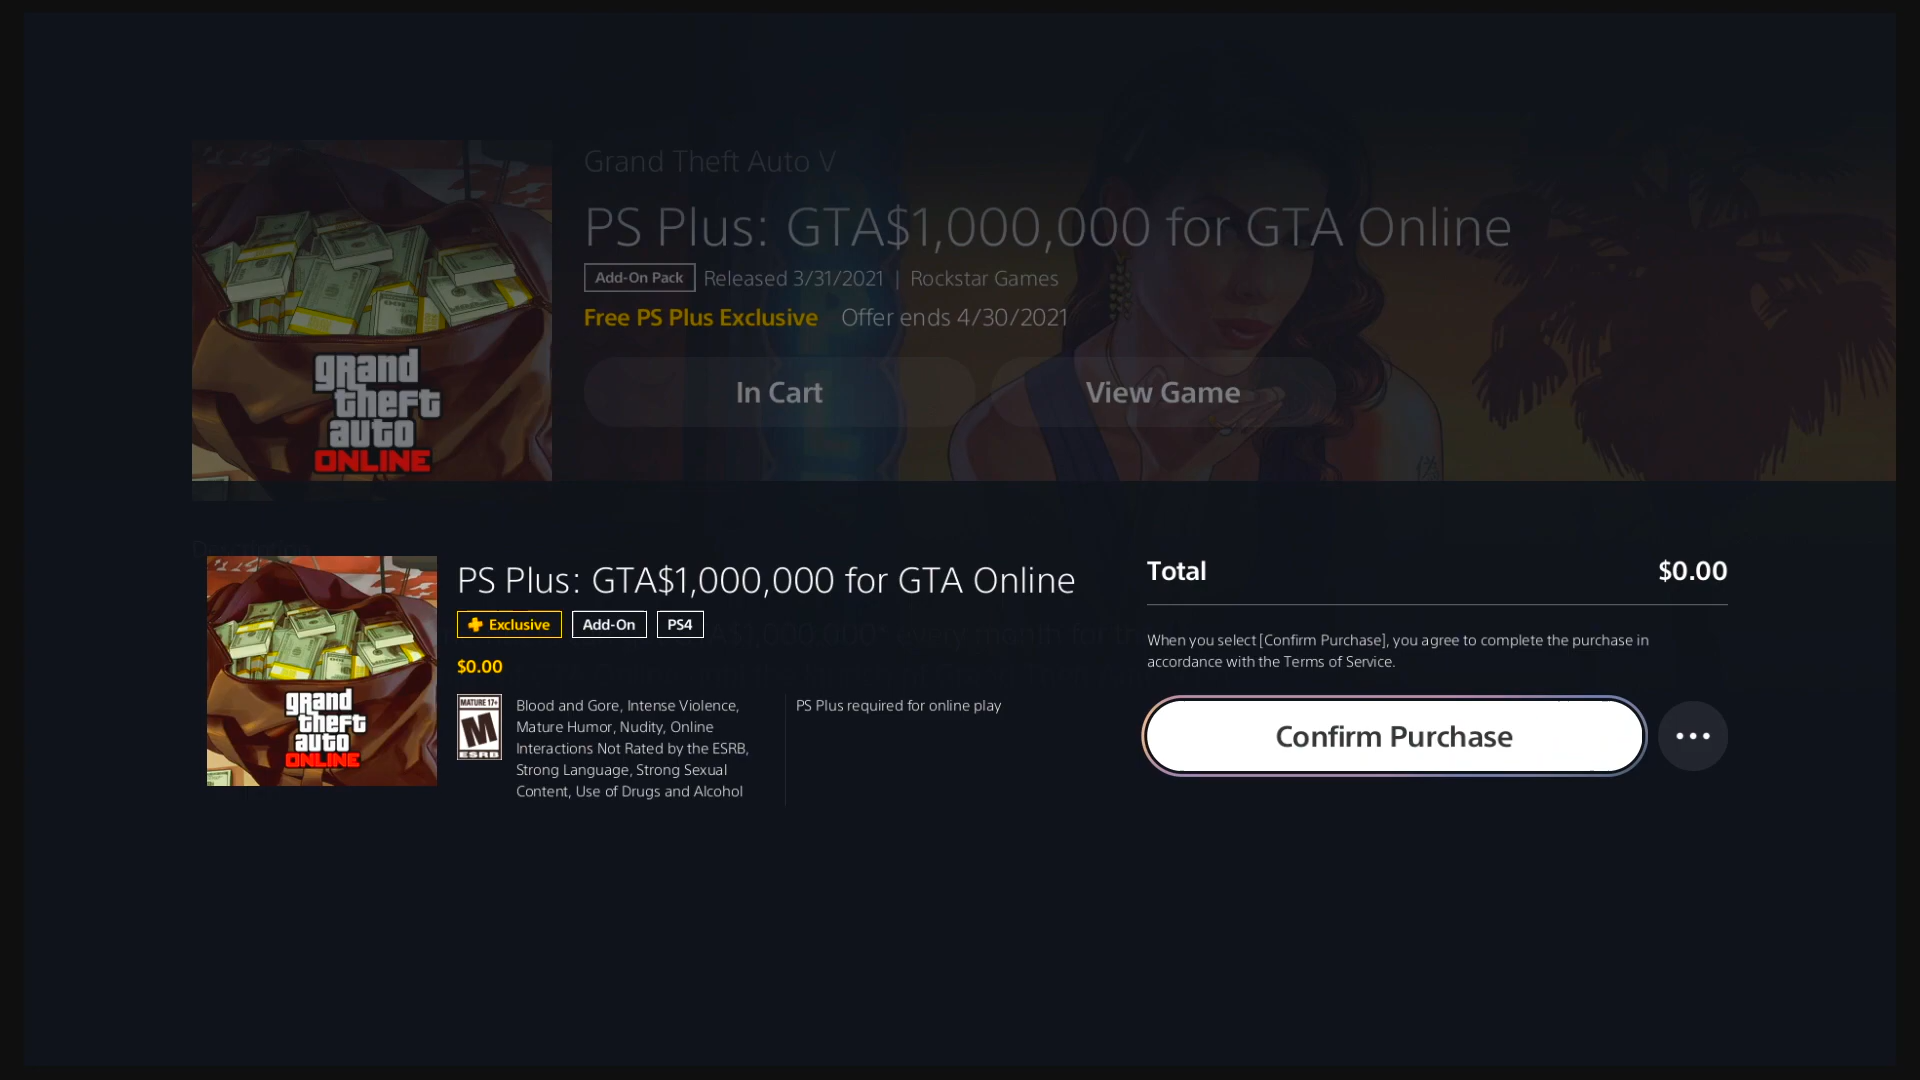 Grand Theft Auto V
PS Plus: GTA$1,000,000 for GTA Online
Add-On Pack Released 3/31/2021 | Rockstar Games
Free PS Plus Exclusive Offer ends 4/30/2021
In Cart View Game
grand
theft
auto
ONLINE
Description
PS Plus: GTA$1,000,000 for GTA Online
Exclusive Add-On PS4
$0.00
MATURE 17+
M
ESRB
Blood and Gore, Intense Violence,
Mature Humor, Nudity, Online
Interactions Not Rated by the ESRB,
Strong Language, Strong Sexual
Content, Use of Drugs and Alcohol
PS Plus required for online play
grand
theft
auto
ONLINE
Total $0.00
When you select [Confirm Purchase], you agree to complete the purchase in
accordance with the Terms of Service.
Confirm Purchase